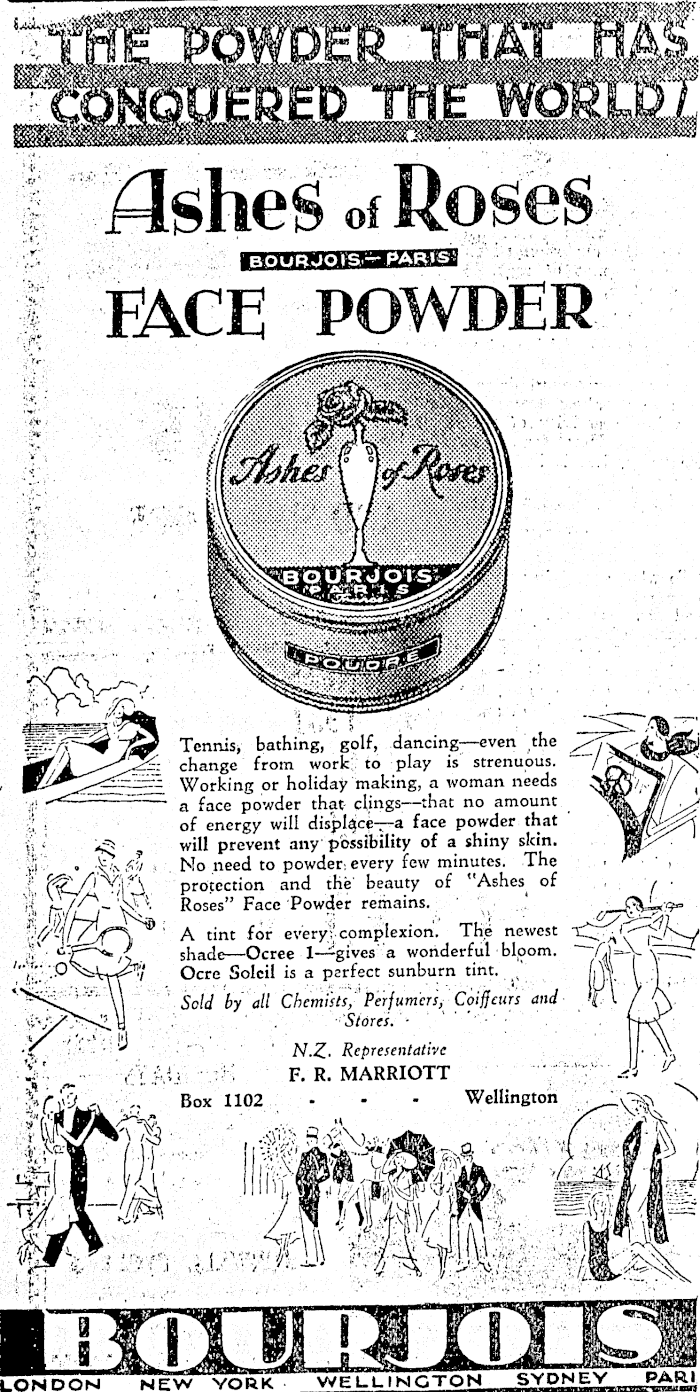 THE POWDER THAT HAS
CONQUERED THE WORLD!
Ashes of Roses
BOURJOIS—PARIS
FACE POWDER
Ashes of Roses
BOURJOIS
PARIS
POUDRE
Tennis, bathing, golf, dancing—even the
change from work to play is strenuous.
Working or holiday making, a woman needs
a face powder that clings—that no amount
of energy will displace—a face powder that
will prevent any possibility of a shiny skin.
No need to powder every few minutes. The
protection and the beauty of "Ashes of
Roses" Face Powder remains.
A tint for every complexion. The newest
shade—Ocree 1—gives a wonderful bloom.
Ocre Soleil is a perfect sunburn tint.
Sold by all Chemists, Perfumers, Coiffeurs and
Stores.
N.Z. Representative
F. R. MARRIOTT
Box 1102 - - - Wellington
BOURJOIS
LONDON NEW YORK WELLINGTON SYDNEY PARI